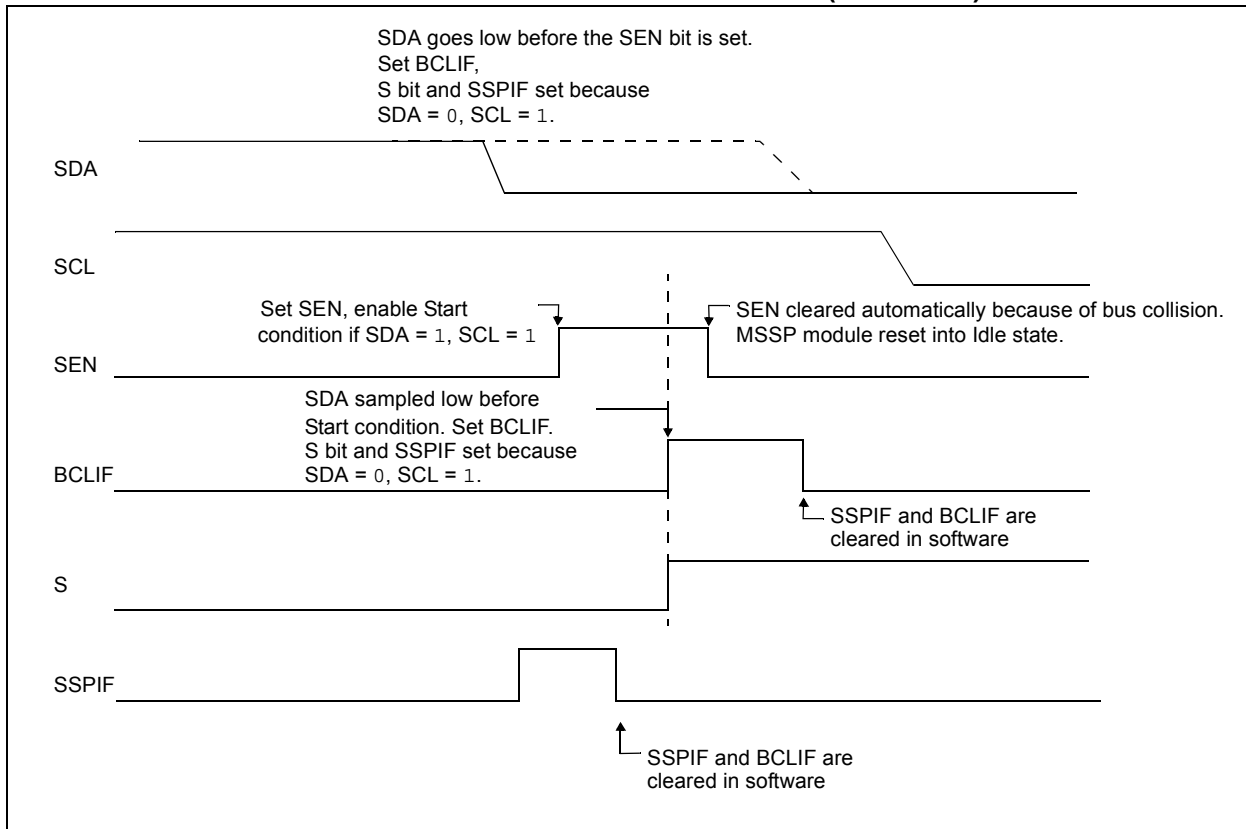 SDA goes low before the SEN bit is set.
Set BCLIF,
S bit and SSPIF set because
SDA = 0, SCL = 1.
SDA
SCL
Set SEN, enable Start
condition if SDA = 1, SCL = 1
SEN cleared automatically because of bus collision.
MSSP module reset into Idle state.
SEN
SDA sampled low before
Start condition. Set BCLIF.
S bit and SSPIF set because
SDA = 0, SCL = 1.
BCLIF
SSPIF and BCLIF are
cleared in software
S
SSPIF
SSPIF and BCLIF are
cleared in software